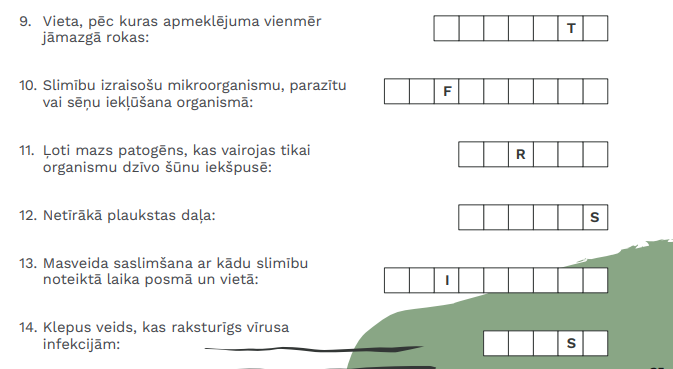 9. Vieta, pēc kuras apmeklējuma vienmēr
jāmazgā rokas:
T
10. Slimību izraisošu mikroorganismu, parazītu
vai sēņu iekļūšana organismā:
F
11. Ļoti mazs patogēns, kas vairojas tikai
organismu dzīvo šūnu iekšpusē:
R
12. Netīrākā plaukstas daļa:
S
13. Masveida saslimšana ar kādu slimību
noteiktā laika posmā un vietā:
I
14. Klepus veids, kas raksturīgs vīrusa
infekcijām:
S